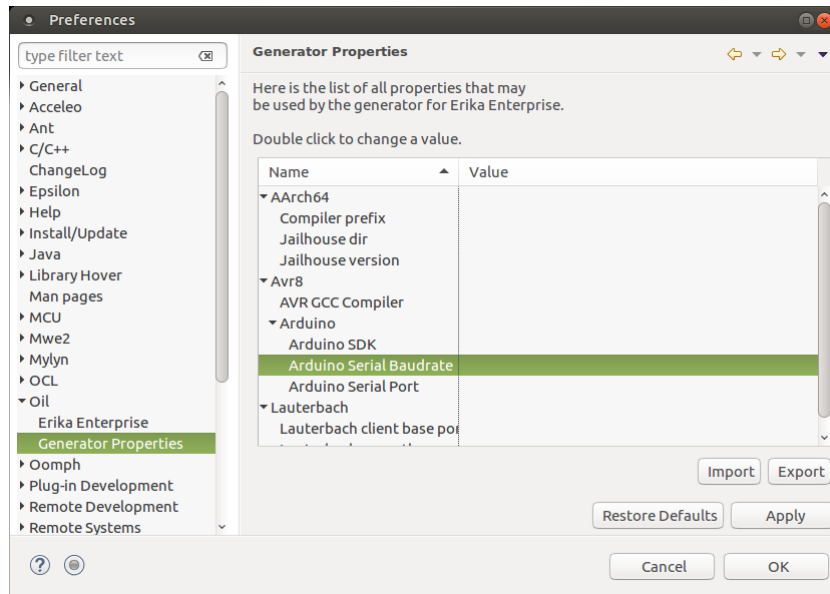 Preferences
type filter text
General
Acceleo
Ant
C/C++
ChangeLog
Epsilon
Help
Install/Update
Java
Library Hover
Man pages
MCU
Mwe2
Mylyn
OCL
Oil
Erika Enterprise
Generator Properties
Oomph
Plug-in Development
Remote Development
Remote Systems
Generator Properties
Here is the list of all properties that may
be used by the generator for Erika Enterprise.
Double click to change a value.
Name Value
AArch64
Compiler prefix
Jailhouse dir
Jailhouse version
Avr8
AVR GCC Compiler
Arduino
Arduino SDK
Arduino Serial Baudrate
Arduino Serial Port
Lauterbach
Lauterbach client base por
Import Export
Restore Defaults Apply
Cancel OK